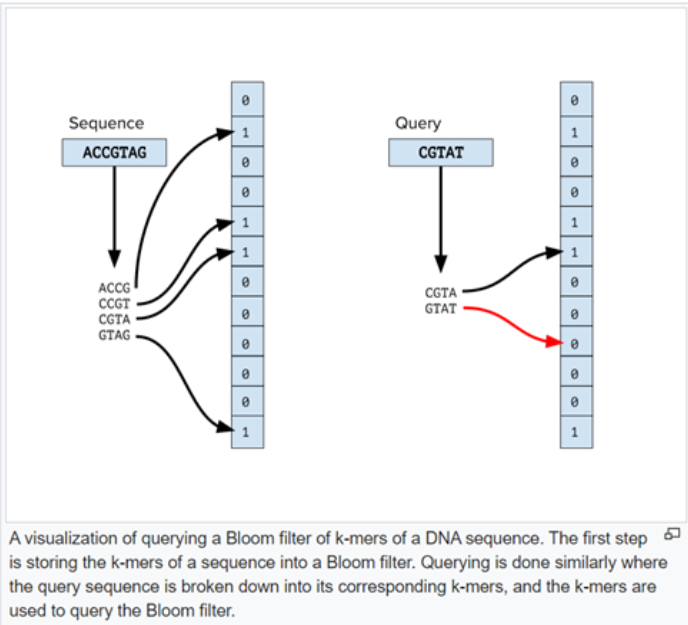 Sequence
ACCGTAG
ACCG
CCGT
CGTA
GTAG
0
1
0
0
1
1
0
0
0
0
0
1
Query
CGTAT
CGTA
GTAT
0
1
0
0
1
1
0
0
0
0
0
1
A visualization of querying a Bloom filter of k-mers of a DNA sequence. The first step
is storing the k-mers of a sequence into a Bloom filter. Querying is done similarly where
the query sequence is broken down into its corresponding k-mers, and the k-mers are
used to query the Bloom filter.